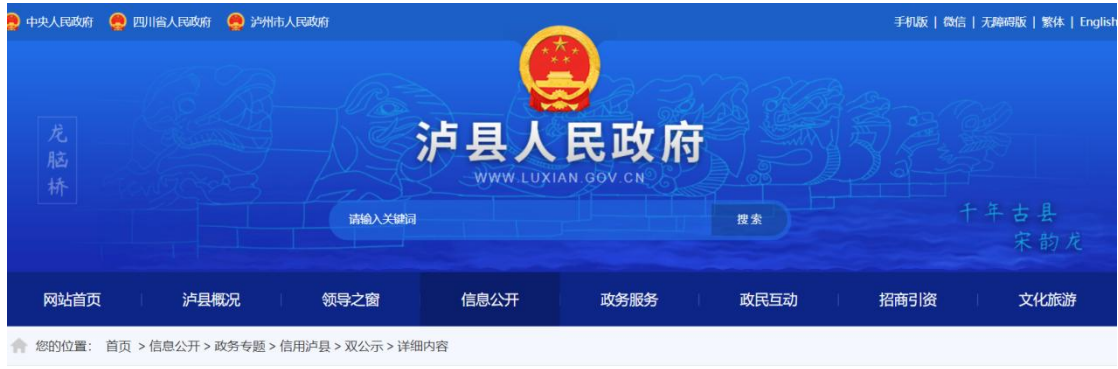 中央人民政府 四川省人民政府 泸州市人民政府 手机版 | 微信 | 无障碍版 | 繁体 | English
龙脑桥
泸县人民政府
WWW.LUXIAN.GOV.CN
请输入关键词 搜索
千年古县
宋韵龙
网站首页 泸县概况 领导之窗 信息公开 政务服务 政民互动 招商引资 文化旅游
您的位置： 首页 > 信息公开 > 政务专题 > 信用泸县 > 双公示 > 详细内容